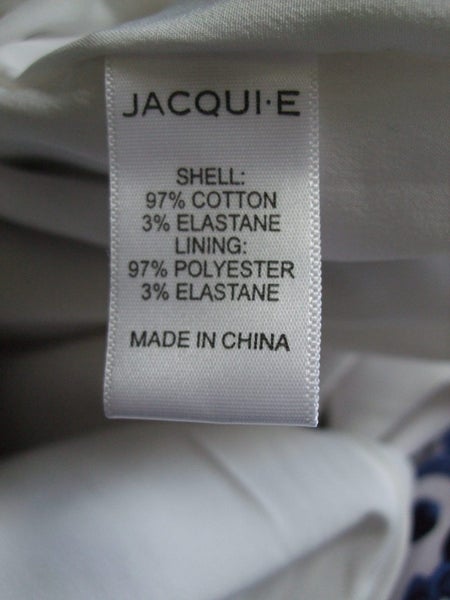 JACQUI·E
SHELL:
97% COTTON
3% ELASTANE
LINING:
97% POLYESTER
3% ELASTANE
MADE IN CHINA